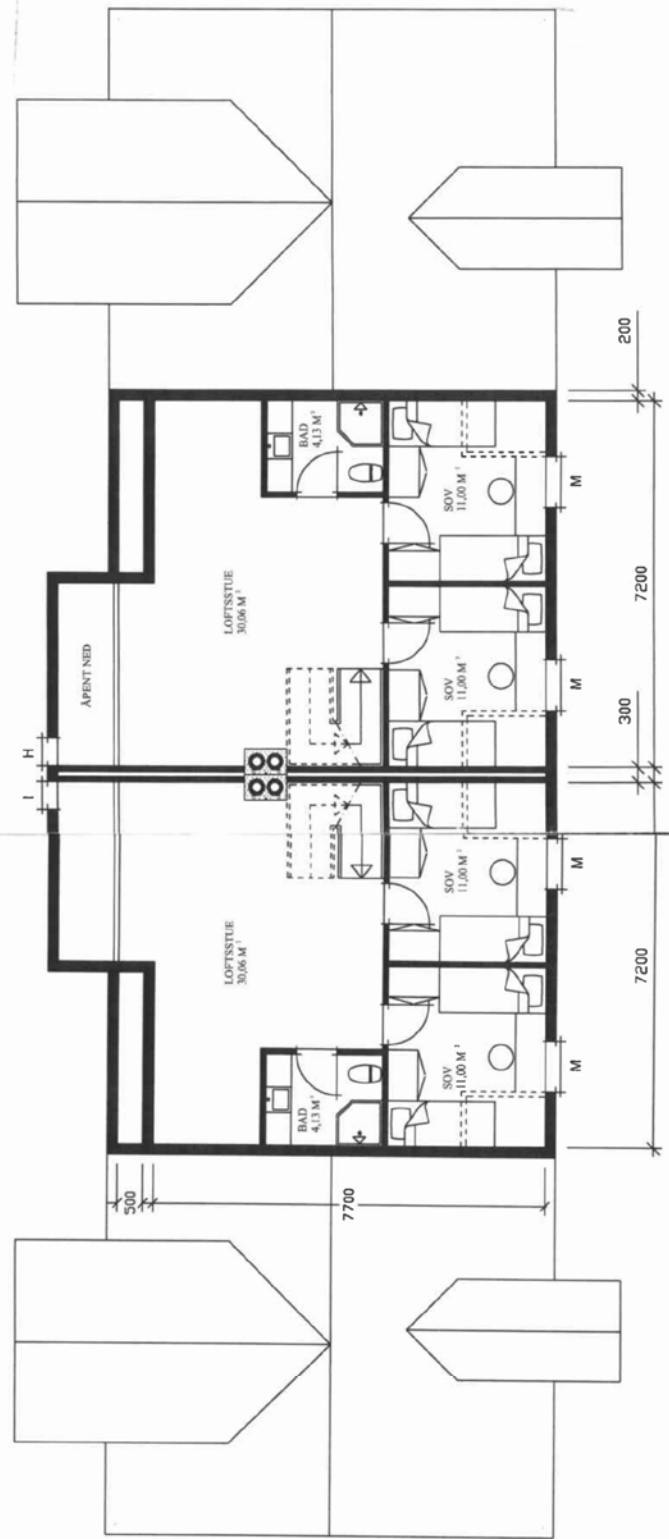 ÅPENT NED
I
H
LOFTSSTUE
30,06 M²
LOFTSSTUE
30,06 M²
BAD
4,13 M²
BAD
4,13 M²
SOV
11,00 M²
SOV
11,00 M²
SOV
11,00 M²
SOV
11,00 M²
M
M
M
M
500
7700
7200
300
7200
200